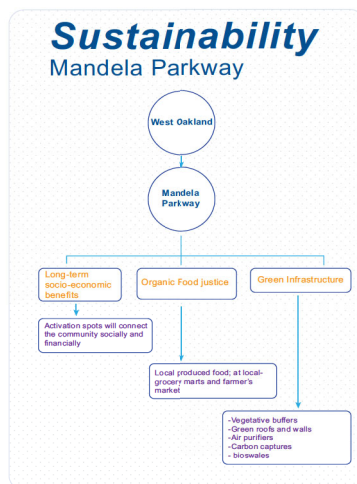 Sustainability
Mandela Parkway
West Oakland
Mandela
Parkway
Long-term
socio-economic
benefits
Organic Food justice
Green Infrastructure
Activation spots will connect
the community socially and
financially
Local produced food; at local-
grocery marts and farmer's
market
-Vegetative buffers
-Green roofs and walls
-Air purifiers
-Carbon captures
- bioswales